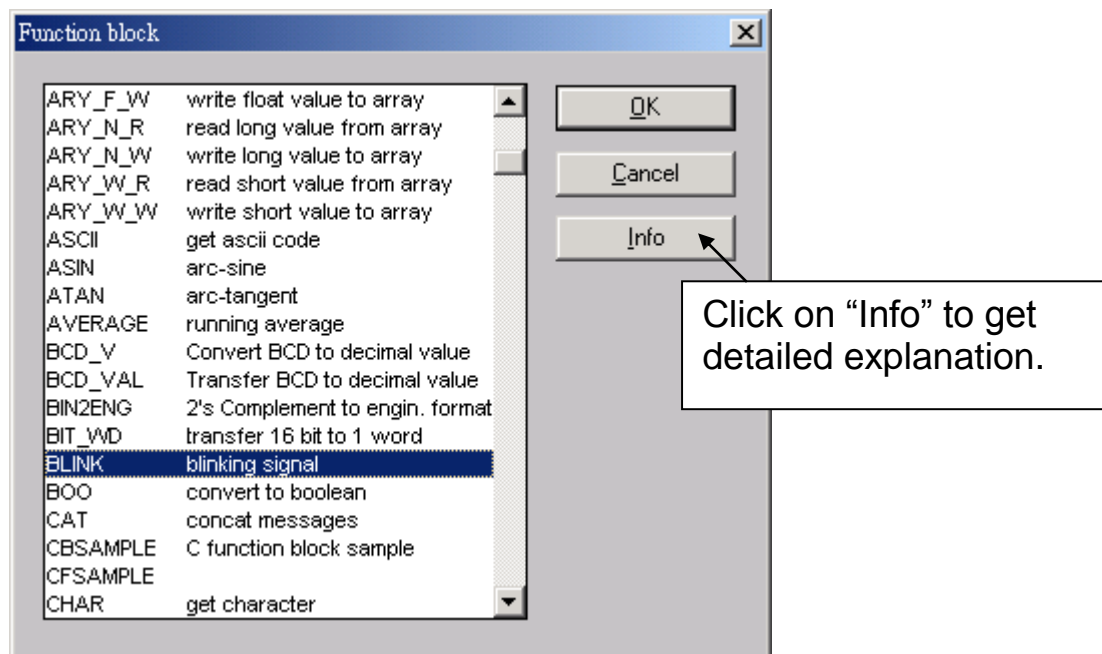 Function block
ARY_F_W write float value to array
ARY_N_R read long value from array
ARY_N_W write long value to array
ARY_W_R read short value from array
ARY_W_W write short value to array
ASCII get ascii code
ASIN arc-sine
ATAN arc-tangent
AVERAGE running average
BCD_V Convert BCD to decimal value
BCD_VAL Transfer BCD to decimal value
BIN2ENG 2's Complement to engin. format
BIT_WD transfer 16 bit to 1 word
BLINK blinking signal
BOO convert to boolean
CAT concat messages
CBSAMPLE C function block sample
CFSAMPLE
CHAR get character
OK
Cancel
Info
Click on “Info” to get
detailed explanation.